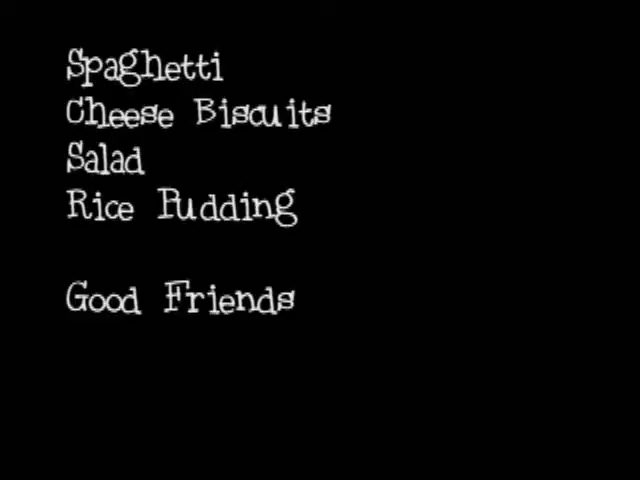 Spaghetti
Cheese Biscuits
Salad
Rice Pudding
Good Friends